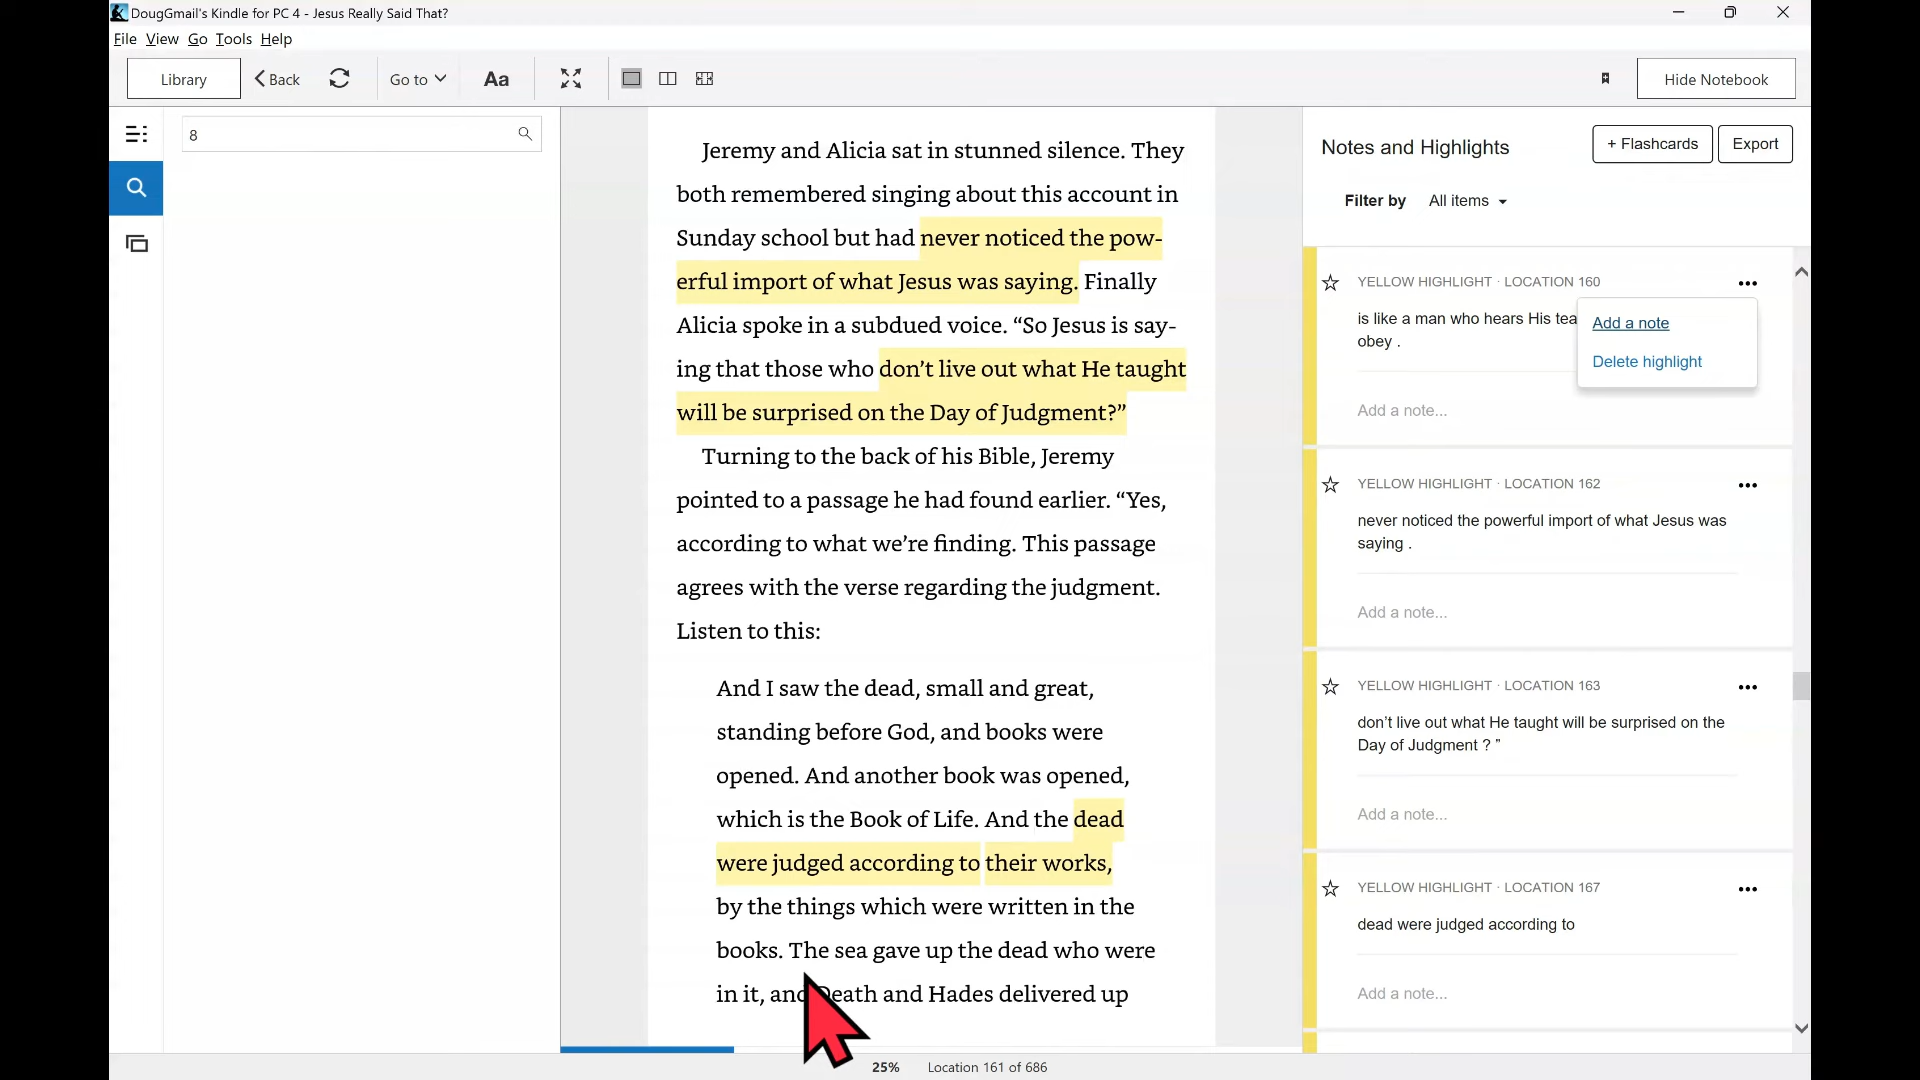 DougGmail's Kindle for PC 4 - Jesus Really Said That?
File View Go Tools Help
Library
Back
Go to
Aa
Hide Notebook
8
Jeremy and Alicia sat in stunned silence. They
both remembered singing about this account in
Sunday school but had never noticed the pow-
erful import of what Jesus was saying. Finally
Alicia spoke in a subdued voice. “So Jesus is say-
ing that those who don’t live out what He taught
will be surprised on the Day of Judgment?”
Turning to the back of his Bible, Jeremy
pointed to a passage he had found earlier. “Yes,
according to what we’re finding. This passage
agrees with the verse regarding the judgment.
Listen to this:
And I saw the dead, small and great,
standing before God, and books were
opened. And another book was opened,
which is the Book of Life. And the dead
were judged according to their works,
by the things which were written in the
books. The sea gave up the dead who were
in it, and Death and Hades delivered up
25% Location 161 of 686
Notes and Highlights
+ Flashcards
Export
Filter by All items
YELLOW HIGHLIGHT · LOCATION 160
is like a man who hears His tea
obey .
Add a note
Delete highlight
Add a note...
YELLOW HIGHLIGHT · LOCATION 162
never noticed the powerful import of what Jesus was
saying .
Add a note...
YELLOW HIGHLIGHT · LOCATION 163
don’t live out what He taught will be surprised on the
Day of Judgment ? ”
Add a note...
YELLOW HIGHLIGHT · LOCATION 167
dead were judged according to
Add a note...